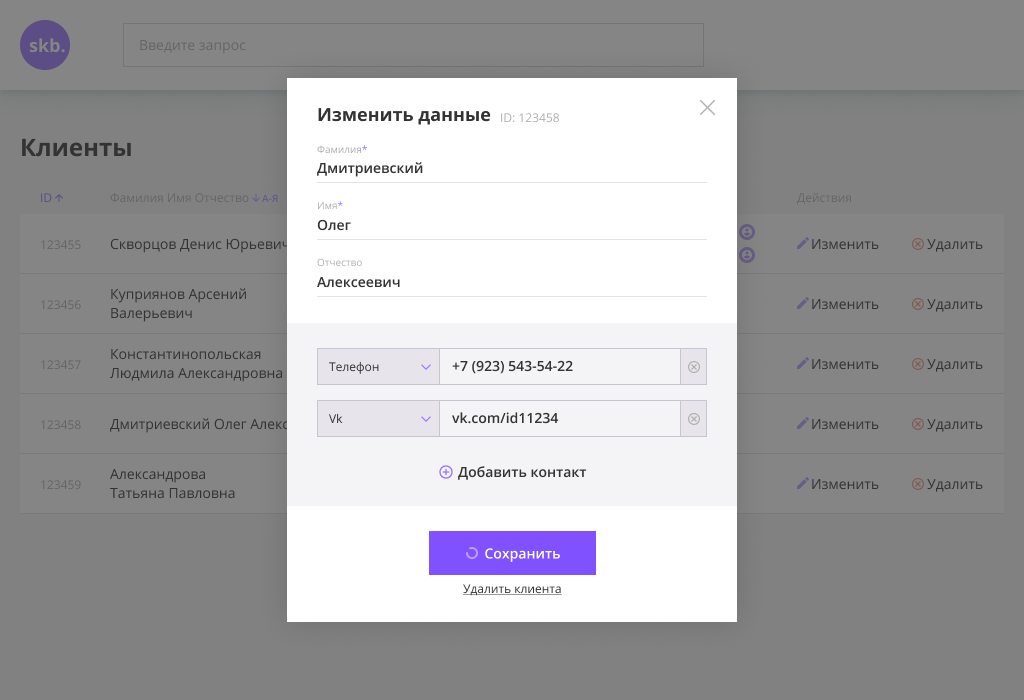 skb.
Введите запрос
Изменить данные ID: 123458
Фамилия*
Дмитриевский
Имя*
Олег
Отчество
Алексеевич
Телефон +7 (923) 543-54-22
Vk vk.com/id11234
Добавить контакт
Сохранить
Удалить клиента
Клиенты
ID Фамилия Имя Отчество А-Я Действия
123455 Скворцов Денис Юрьевич Изменить Удалить
123456 Куприянов Арсений
Валерьевич Изменить Удалить
123457 Константинопольская
Людмила Александровна Изменить Удалить
123458 Дмитриевский Олег Алекс Изменить Удалить
123459 Александрова
Татьяна Павловна Изменить Удалить